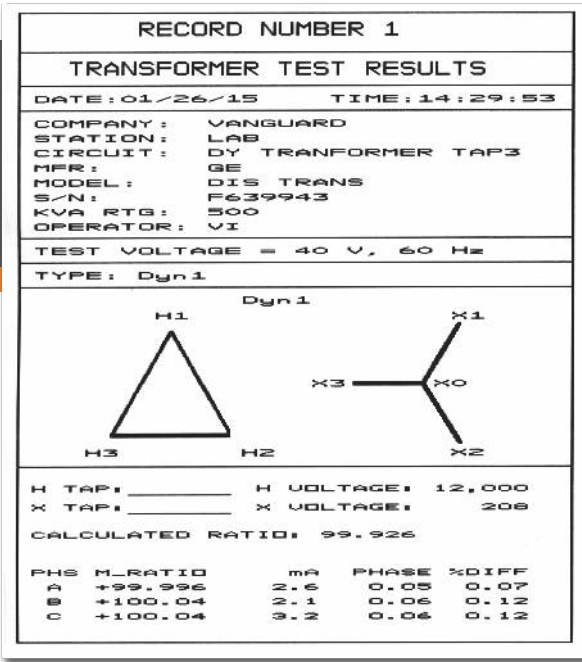 RECORD NUMBER 1
TRANSFORMER TEST RESULTS
DATE:01/26/15 TIME:14:29:53
COMPANY: VANGUARD
STATION: LAB
CIRCUIT: DY TRANFORMER TAP3
MFR: GE
MODEL: DIS TRANS
S/N: F639943
KVA RTG: 500
OPERATOR: VI
TEST VOLTAGE = 40 V, 60 Hz
TYPE: Dyn1
Dyn1
H1 X1
X3 X0
H3 H2 X2
H TAP:__________ H VOLTAGE: 12,000
X TAP:__________ X VOLTAGE: 208
CALCULATED RATIO: 99.926
PHS M_RATIO mA PHASE %DIFF
A +99.996 2.6 0.05 0.07
B +100.04 2.1 0.06 0.12
C +100.04 3.2 0.06 0.12